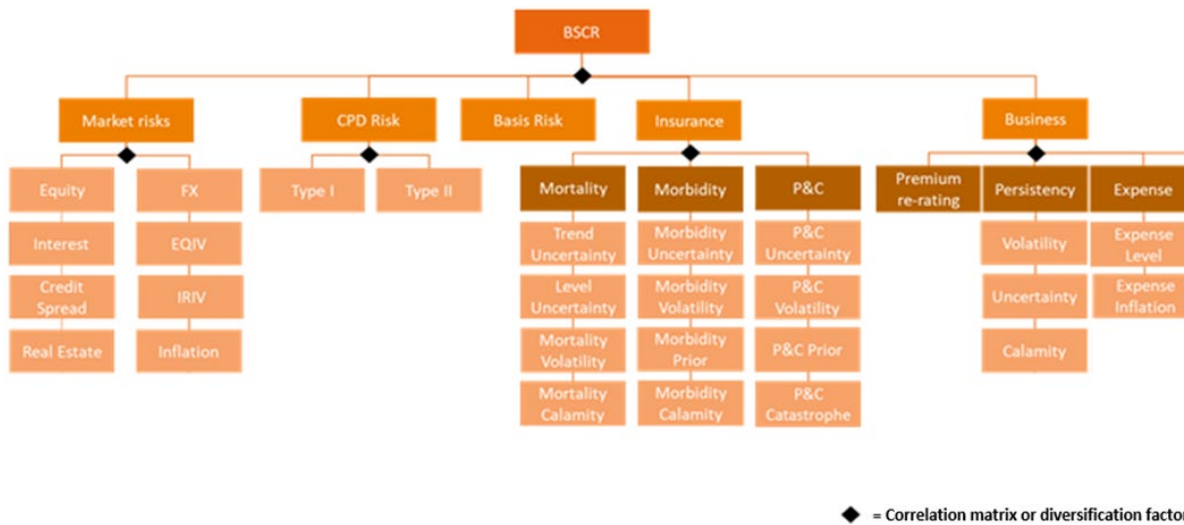 BSCR
Market risks
CPD Risk
Basis Risk
Insurance
Business
Equity
FX
Type I
Type II
Mortality
Morbidity
P&C
Premium
re-rating
Persistency
Expense
Interest
EQIV
Trend
Uncertainty
Morbidity
Uncertainty
P&C
Uncertainty
Volatility
Expense
Level
Credit
Spread
IRIV
Level
Uncertainty
Morbidity
Volatility
P&C
Volatility
Uncertainty
Expense
Inflation
Real Estate
Inflation
Mortality
Volatility
Morbidity
Prior
P&C Prior
Calamity
Mortality
Calamity
Morbidity
Calamity
P&C
Catastrophe
= Correlation matrix or diversification factor